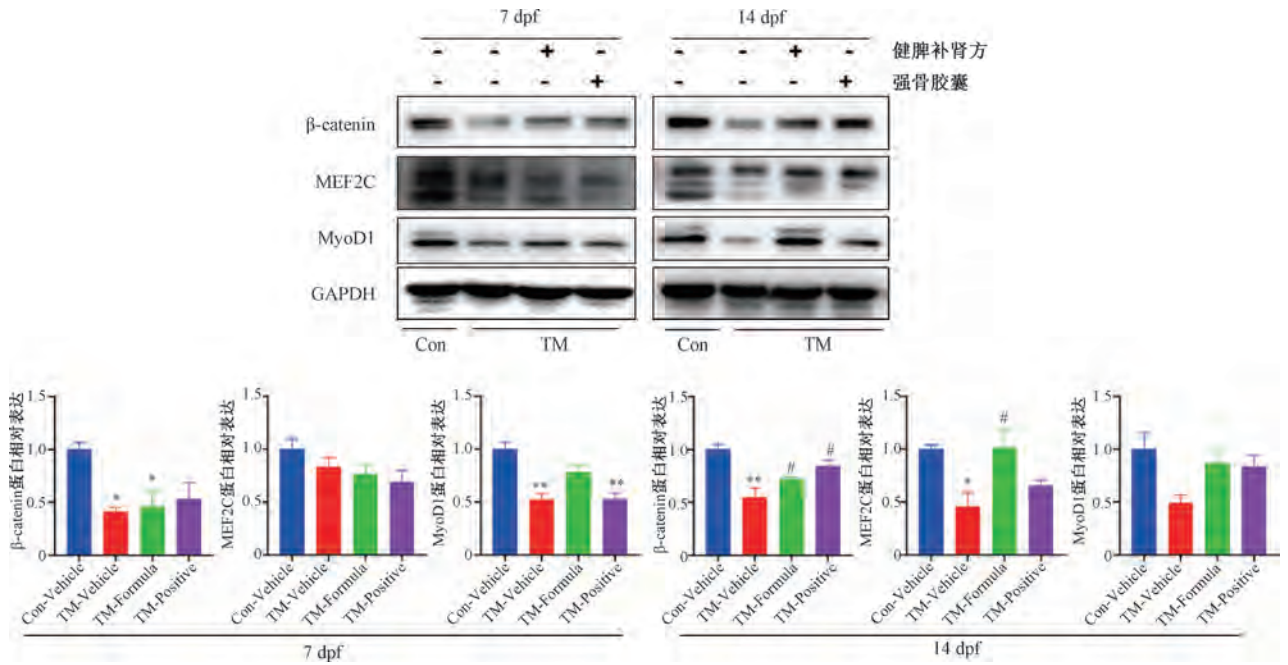 7 dpf 14 dpf
- - + - - - + - 健脾补肾方
- - - + - - - + 强骨胶囊
β-catenin
MEF2C
MyoD1
GAPDH
Con TM Con TM
β-catenin蛋白相对表达
1.5
1.0
0.5
0
*
*
Con-Vehicle
TM-Vehicle
TM-Formula
TM-Positive
MEF2C蛋白相对表达
1.5
1.0
0.5
0
Con-Vehicle
TM-Vehicle
TM-Formula
TM-Positive
MyoD1蛋白相对表达
1.5
1.0
0.5
0
**
**
Con-Vehicle
TM-Vehicle
TM-Formula
TM-Positive
7 dpf
β-catenin蛋白相对表达
1.5
1.0
0.5
0
**
#
#
Con-Vehicle
TM-Vehicle
TM-Formula
TM-Positive
MEF2C蛋白相对表达
1.5
1.0
0.5
0
*
#
Con-Vehicle
TM-Vehicle
TM-Formula
TM-Positive
MyoD1蛋白相对表达
1.5
1.0
0.5
0
Con-Vehicle
TM-Vehicle
TM-Formula
TM-Positive
14 dpf